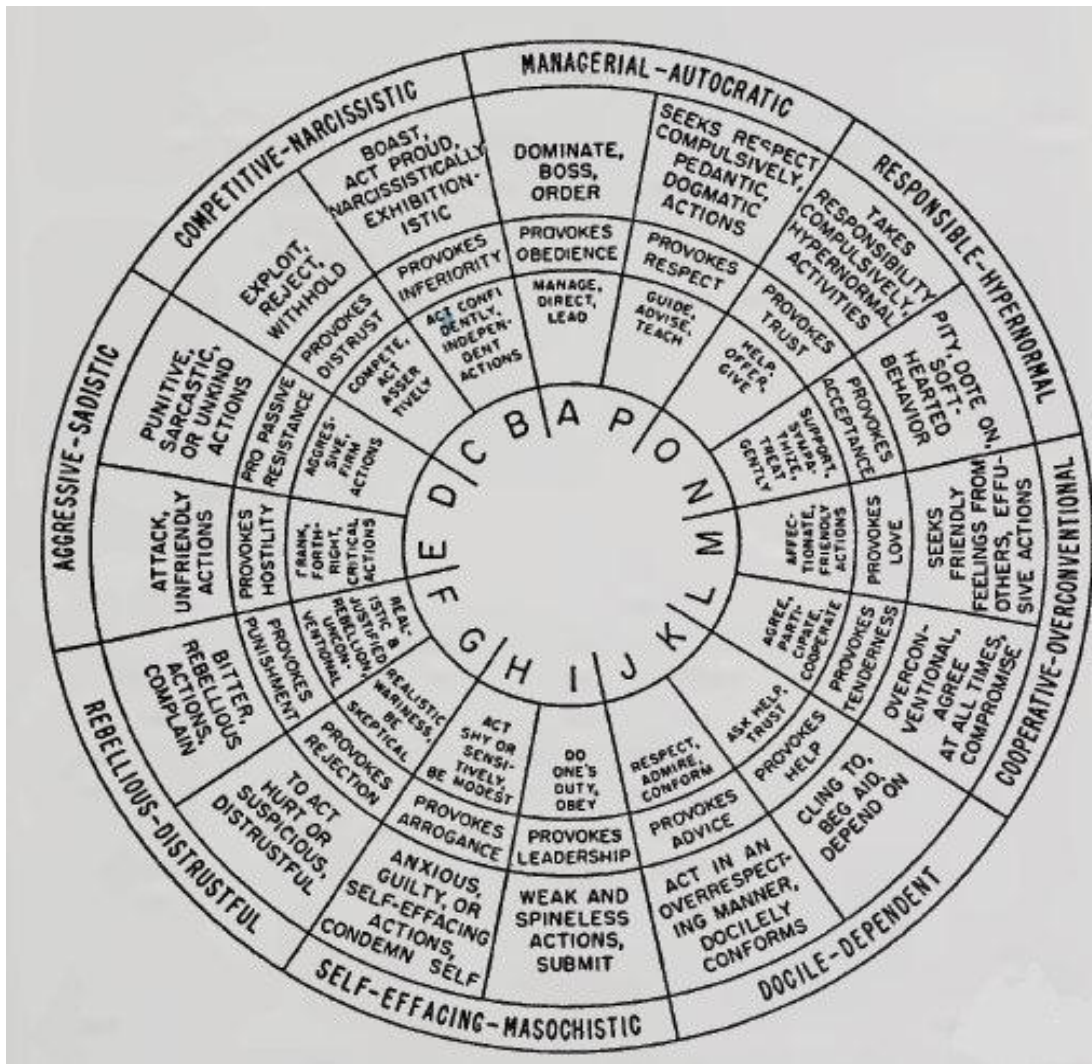 MANAGERIAL-AUTOCRATIC
RESPONSIBLE-HYPERNORMAL
COOPERATIVE-OVERCONVENTIONAL
DOCILE-DEPENDENT
SELF-EFFACING-MASOCHISTIC
REBELLIOUS-DISTRUSTFUL
AGGRESSIVE-SADISTIC
COMPETITIVE-NARCISSISTIC
DOMINATE,
BOSS,
ORDER
PROVOKES
OBEDIENCE
MANAGE,
DIRECT,
LEAD
A
SEEKS RESPECT
COMPULSIVELY,
PEDANTIC,
DOGMATIC
ACTIONS
PROVOKES
RESPECT
GUIDE,
ADVISE,
TEACH
P
TAKES
RESPONSIBILITY
COMPULSIVELY,
HYPERNORMAL
ACTIVITIES
PROVOKES
TRUST
HELP,
OFFER,
GIVE
O
PITY, DOTE ON,
SOFT-
HEARTED
BEHAVIOR
PROVOKES
ACCEPTANCE
SUPPORT,
SYMPA-
THIZE,
TREAT
GENTLY
N
SEEKS
FRIENDLY
FEELINGS FROM
OTHERS, EFFU-
SIVE ACTIONS
PROVOKES
LOVE
AFFEC-
TIONATE,
FRIENDLY
ACTIONS
M
OVERCONVEN-
VENTIONAL,
AGREE
AT ALL TIMES,
COMPROMISE
PROVOKES
TENDERNESS
AGREE,
PARTI-
CIPATE,
COOPERATE
L
CLING TO,
BEG AID,
DEPEND ON
PROVOKES
HELP
ASK HELP,
TRUST
K
ACT IN AN
OVERRESPECT-
ING MANNER,
DOCILELY
CONFORMS
PROVOKES
ADVICE
RESPECT,
ADMIRE,
CONFORM
J
WEAK AND
SPINELESS
ACTIONS,
SUBMIT
PROVOKES
LEADERSHIP
DO
ONE'S
DUTY,
OBEY
I
ANXIOUS,
GUILTY, OR
SELF-EFFACING
ACTIONS,
CONDEMN SELF
PROVOKES
ARROGANCE
ACT
SHY OR
SENSI-
TIVELY,
BE MODEST
H
TO ACT
HURT OR
SUSPICIOUS,
DISTRUSTFUL
PROVOKES
REJECTION
REALISTIC
WARINESS,
BE
SKEPTICAL
G
BITTER,
REBELLIOUS
ACTIONS,
COMPLAIN
PROVOKES
PUNISHMENT
REAL-
ISTIC &
JUSTIFIED
REBELLION,
UNCON-
VENTIONAL
F
ATTACK,
UNFRIENDLY
ACTIONS
PROVOKES
HOSTILITY
FRANK,
FORTH-
RIGHT,
CRITICAL
ACTIONS
E
PUNITIVE,
SARCASTIC,
OR UNKIND
ACTIONS
PRO PASSIVE
RESISTANCE
AGGRES-
SIVE,
FIRM
ACTIONS
D
EXPLOIT,
REJECT,
WITHHOLD
PROVOKES
DISTRUST
COMPETE,
ACT
ASSER
TIVELY
C
BOAST,
ACT PROUD,
NARCISSISTICALLY
EXHIBITION-
ISTIC
PROVOKES
INFERIORITY
ACT CONFI
DENTLY,
INDEPEN-
DENT
ACTIONS
B